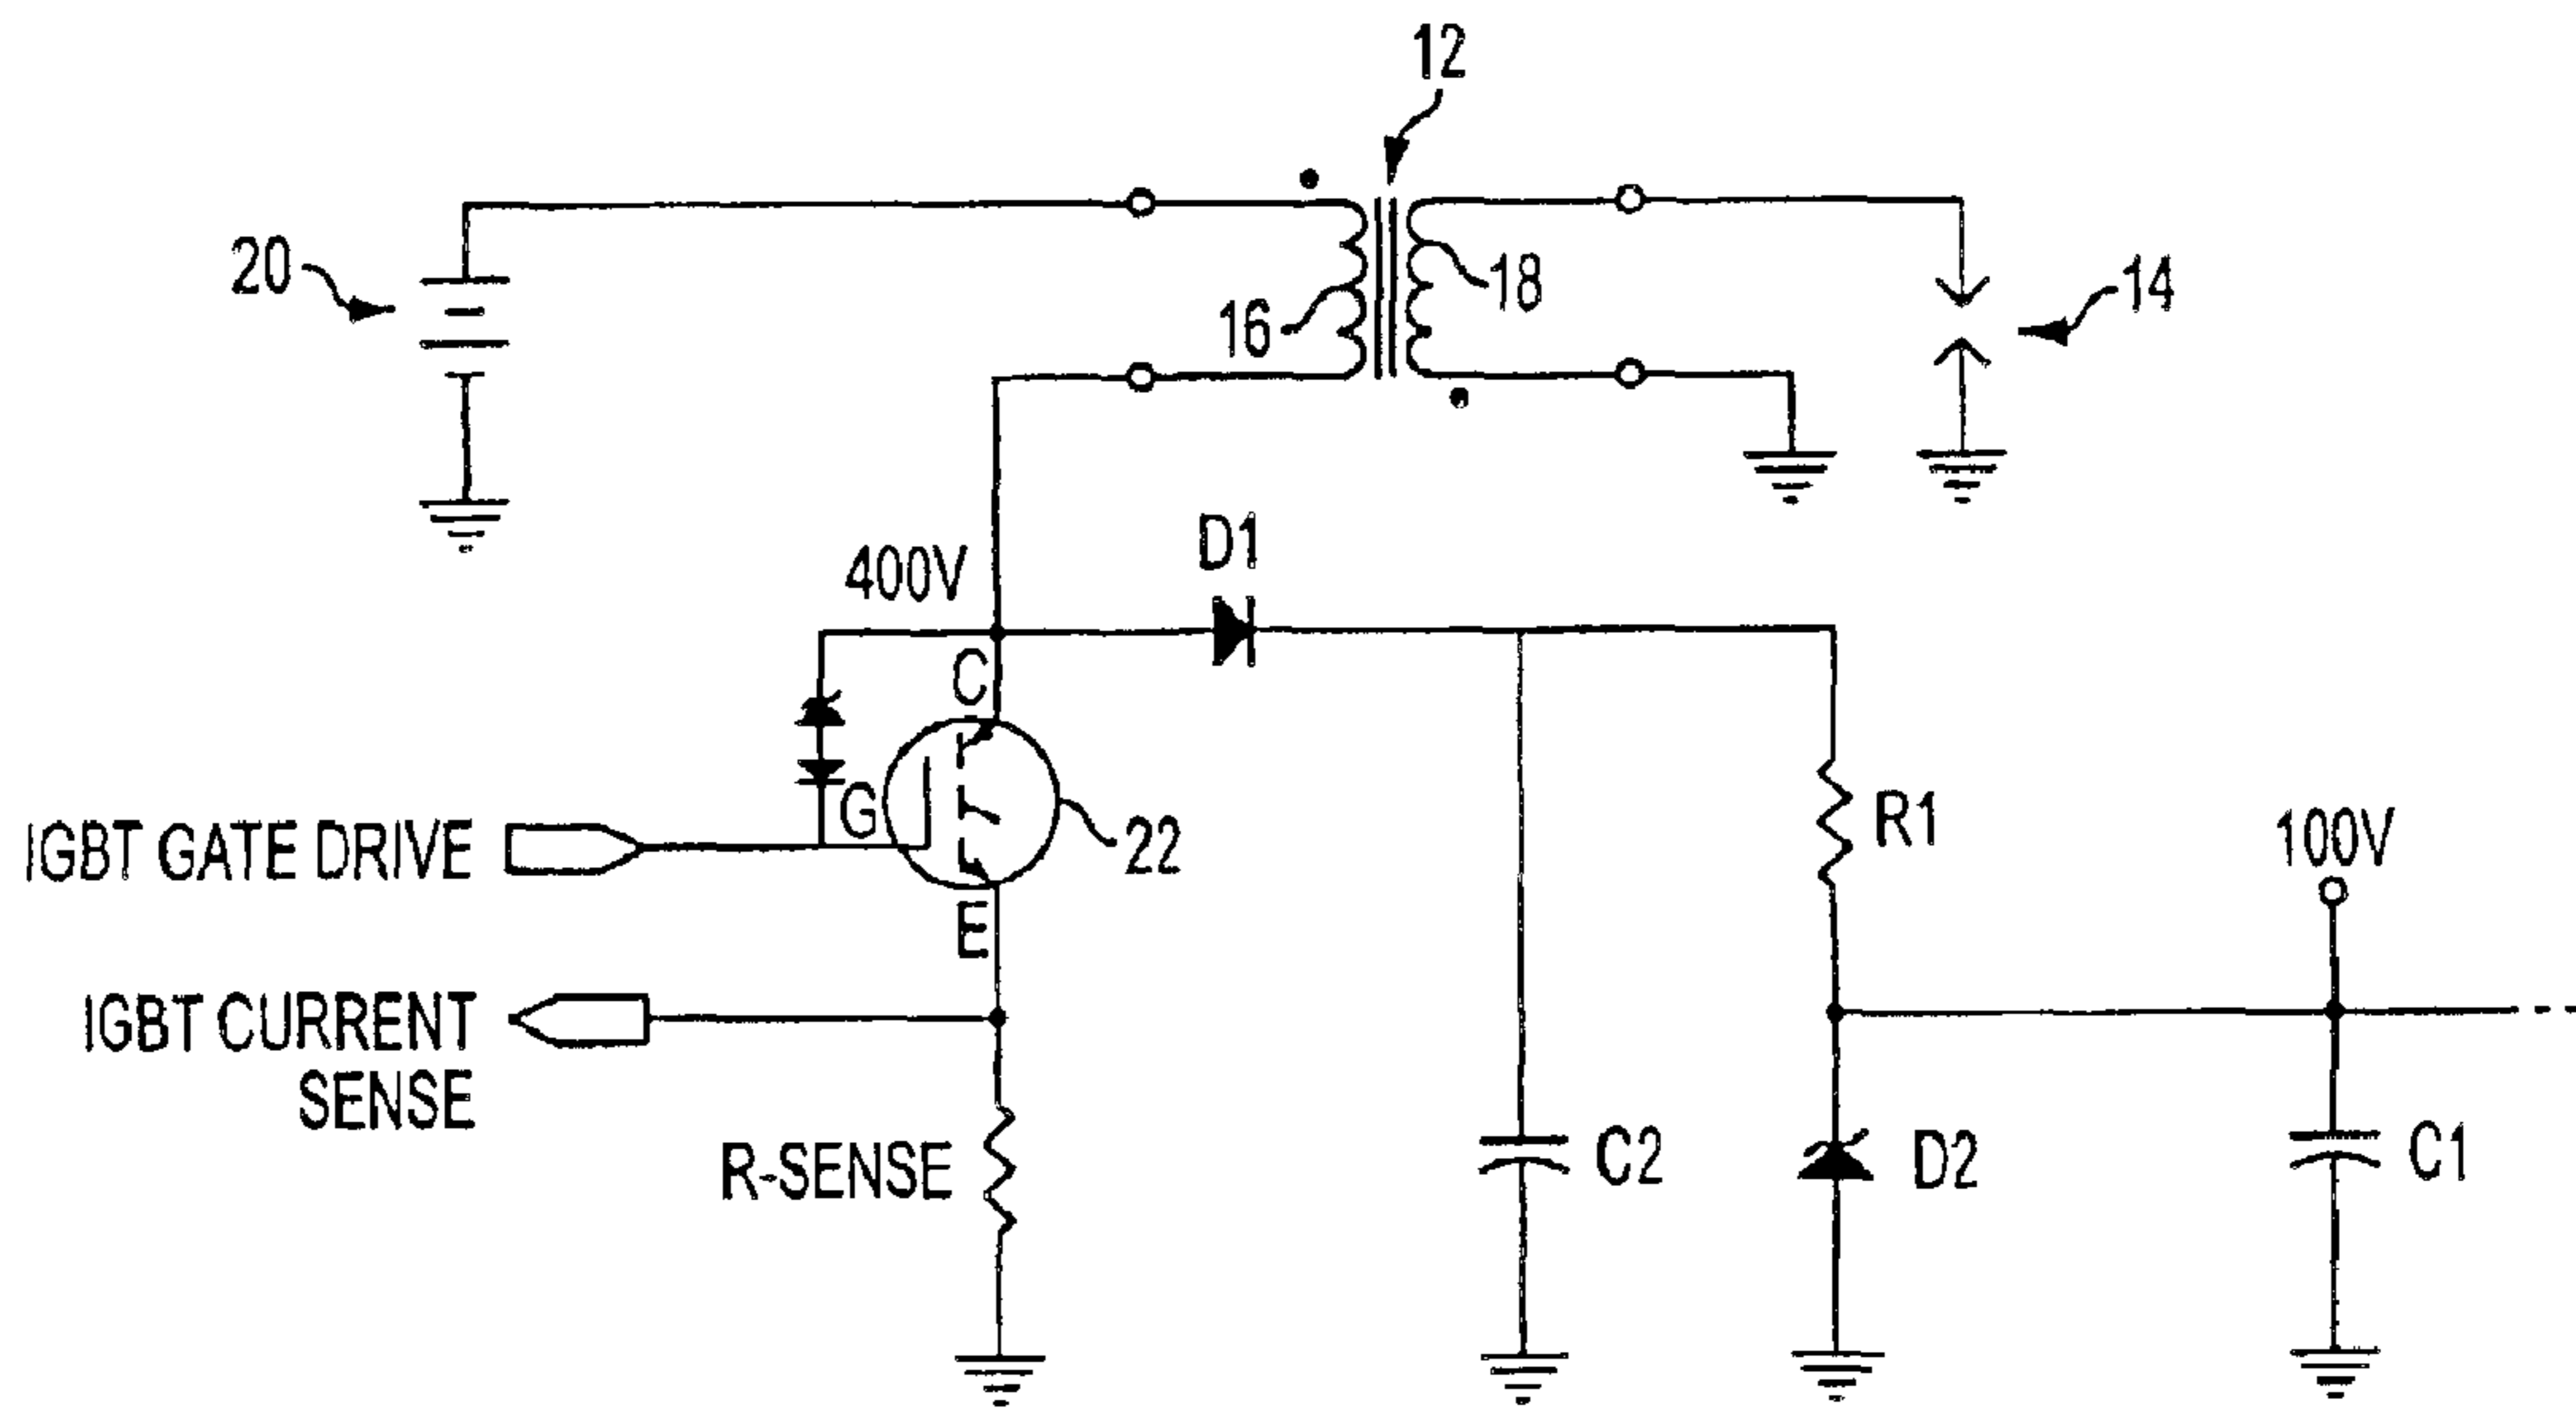 12
20
18
14
16
D1
400V
C
R1
G
22
100V
IGBT GATE DRIVE
E
IGBT CURRENT
SENSE
R-SENSE
C2
D2
C1